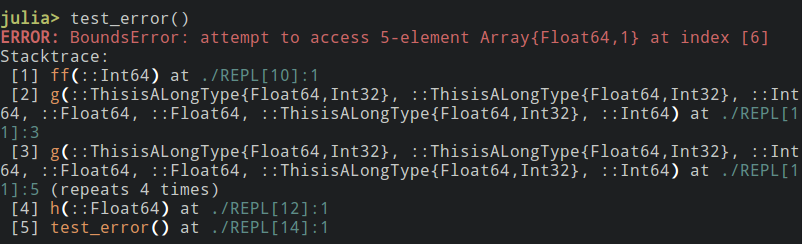 julia> test_error()
ERROR: BoundsError: attempt to access 5-element Array{Float64,1} at index [6]
Stacktrace:
 [1] ff(::Int64) at ./REPL[10]:1
 [2] g(::ThisisALongType{Float64,Int32}, ::ThisisALongType{Float64,Int32}, ::Int
64, ::Float64, ::Float64, ::ThisisALongType{Float64,Int32}, ::Int64) at ./REPL[1
1]:3
 [3] g(::ThisisALongType{Float64,Int32}, ::ThisisALongType{Float64,Int32}, ::Int
64, ::Float64, ::Float64, ::ThisisALongType{Float64,Int32}, ::Int64) at ./REPL[1
1]:5 (repeats 4 times)
 [4] h(::Float64) at ./REPL[12]:1
 [5] test_error() at ./REPL[14]:1